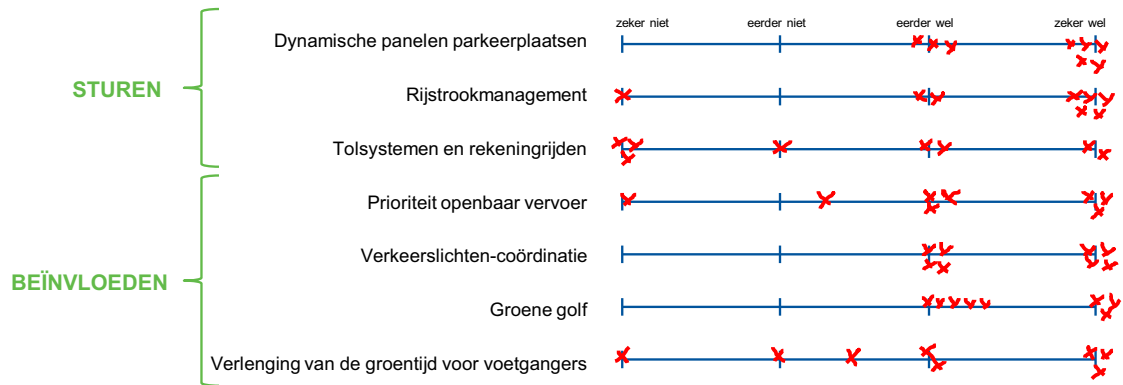 zeker niet eerder niet eerder wel zeker wel
Dynamische panelen parkeerplaatsen
STUREN
Rijstrookmanagement
Tolsystemen en rekeningrijden
Prioriteit openbaar vervoer
Verkeerslichten-coördinatie
BEÏNVLOEDEN
Groene golf
Verlenging van de groentijd voor voetgangers